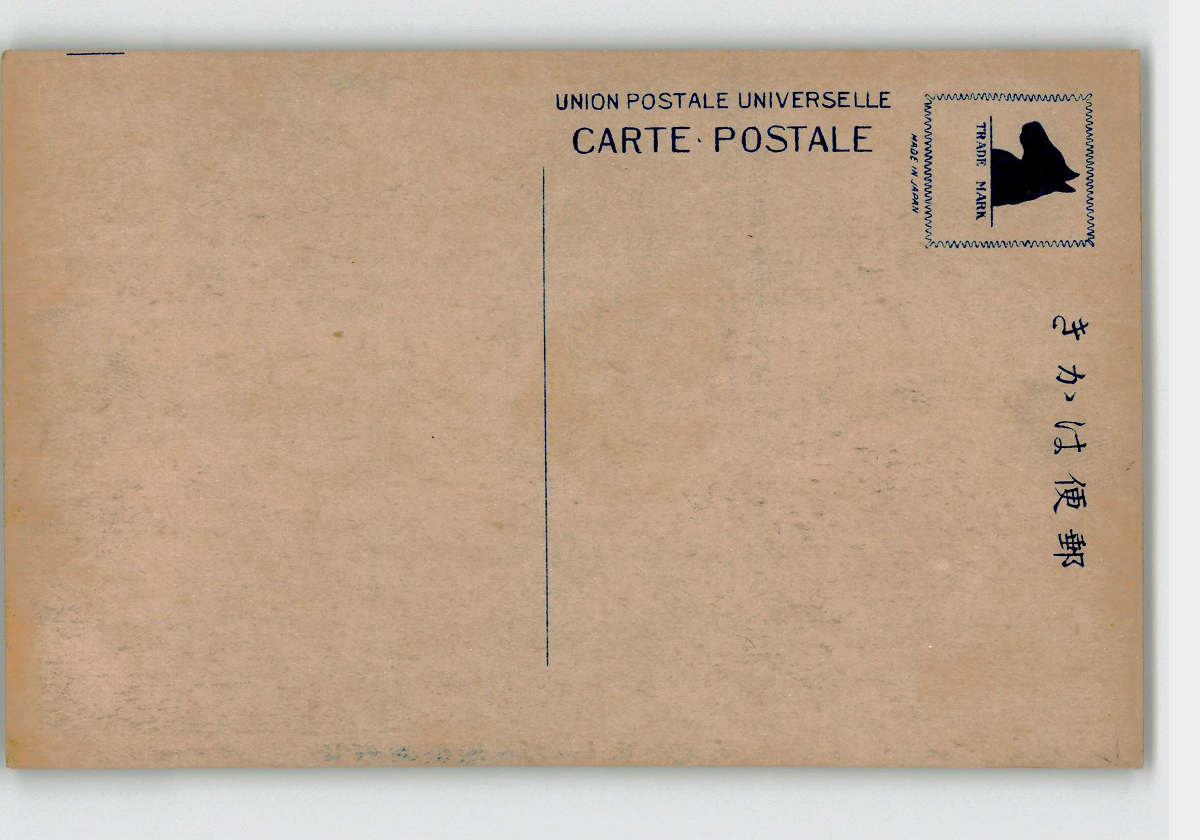 UNION POSTALE UNIVERSELLE
CARTE POSTALE
MADE IN JAPAN
TRADE MARK
きがは便郵